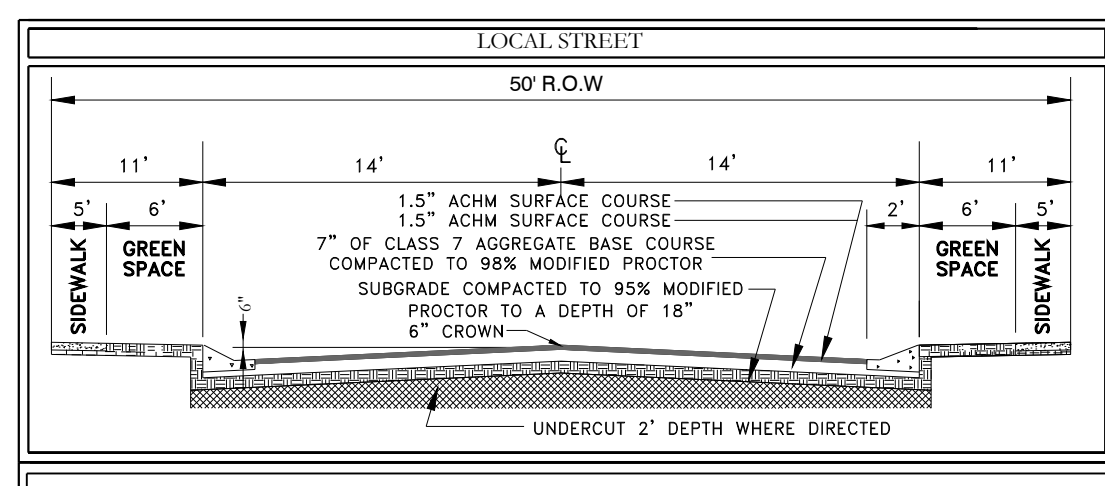 LOCAL STREET
50' R.O.W
℄
11' 14' 14' 11'
5' 6' 2' 6' 5'
SIDEWALK
GREEN
SPACE
1.5" ACHM SURFACE COURSE
1.5" ACHM SURFACE COURSE
7" OF CLASS 7 AGGREGATE BASE COURSE
COMPACTED TO 98% MODIFIED PROCTOR
SUBGRADE COMPACTED TO 95% MODIFIED
PROCTOR TO A DEPTH OF 18"
6" CROWN
GREEN
SPACE
SIDEWALK
6"
UNDERCUT 2' DEPTH WHERE DIRECTED